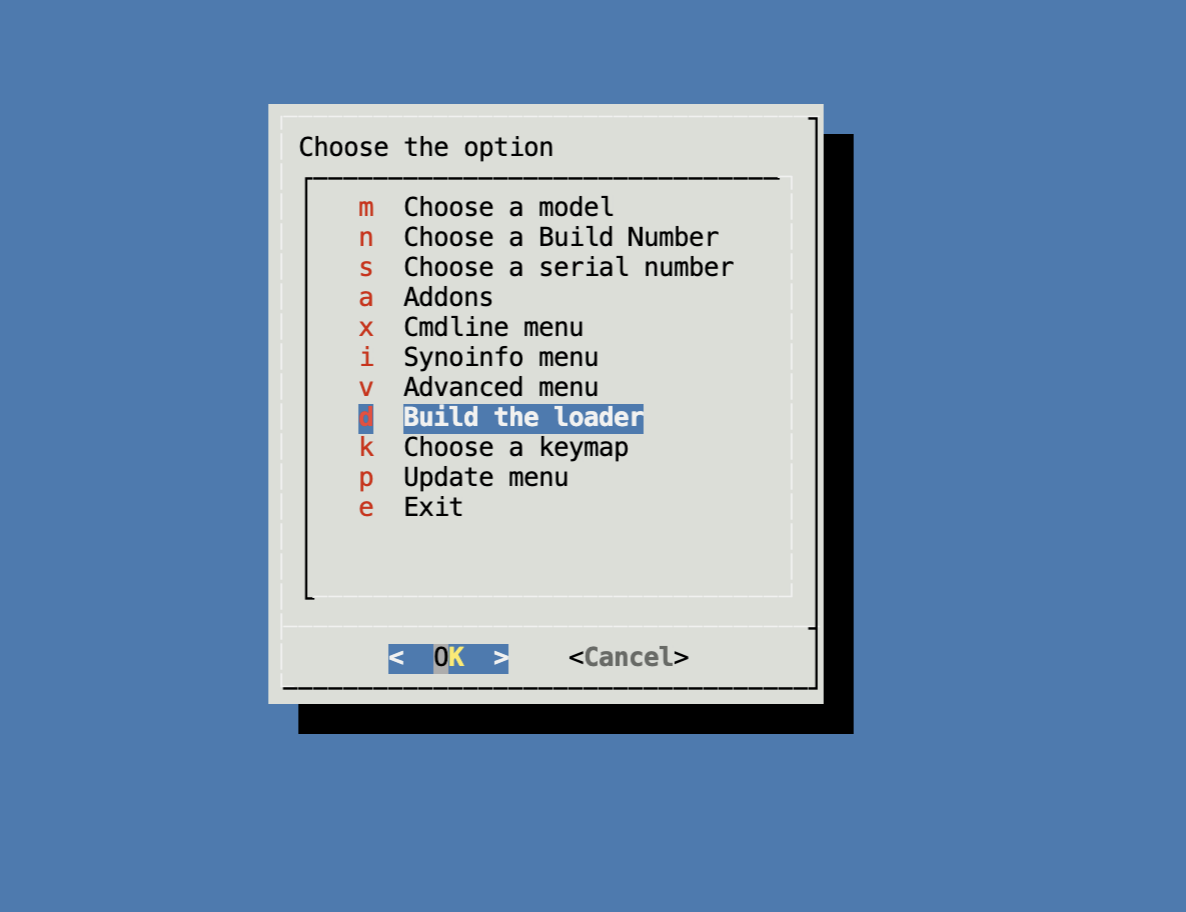 Choose the option
m Choose a model
n Choose a Build Number
s Choose a serial number
a Addons
x Cmdline menu
i Synoinfo menu
v Advanced menu
d Build the loader
k Choose a keymap
p Update menu
e Exit
< OK > <Cancel>